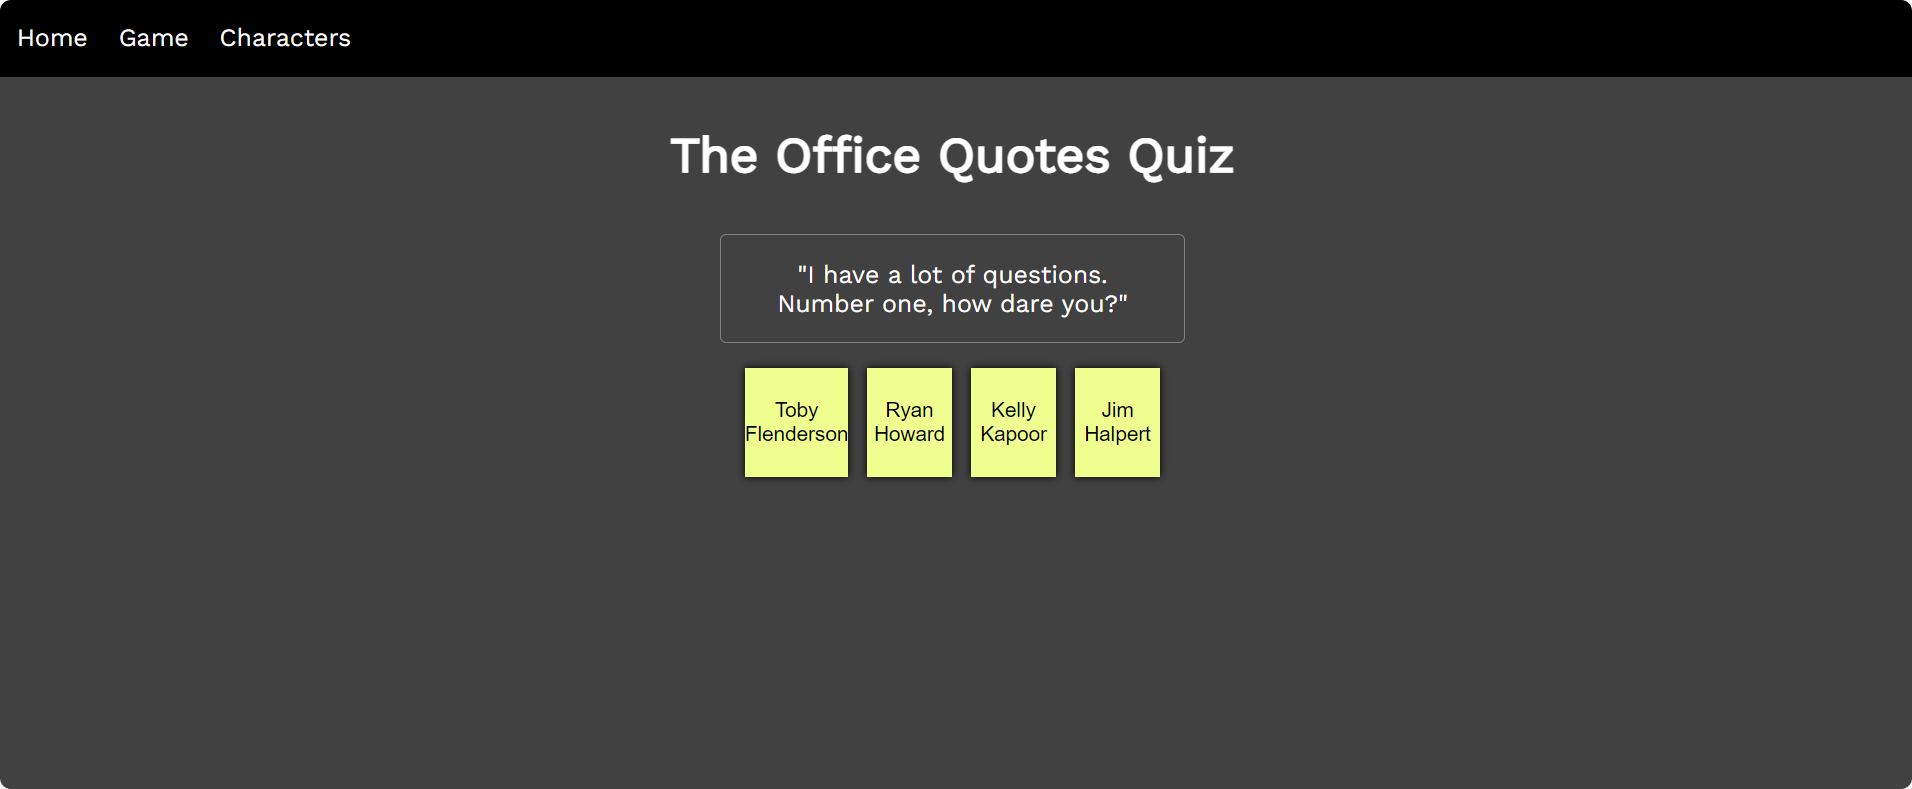 Home Game Characters
The Office Quotes Quiz
"I have a lot of questions.
Number one, how dare you?"
Toby Flenderson
Ryan Howard
Kelly Kapoor
Jim Halpert